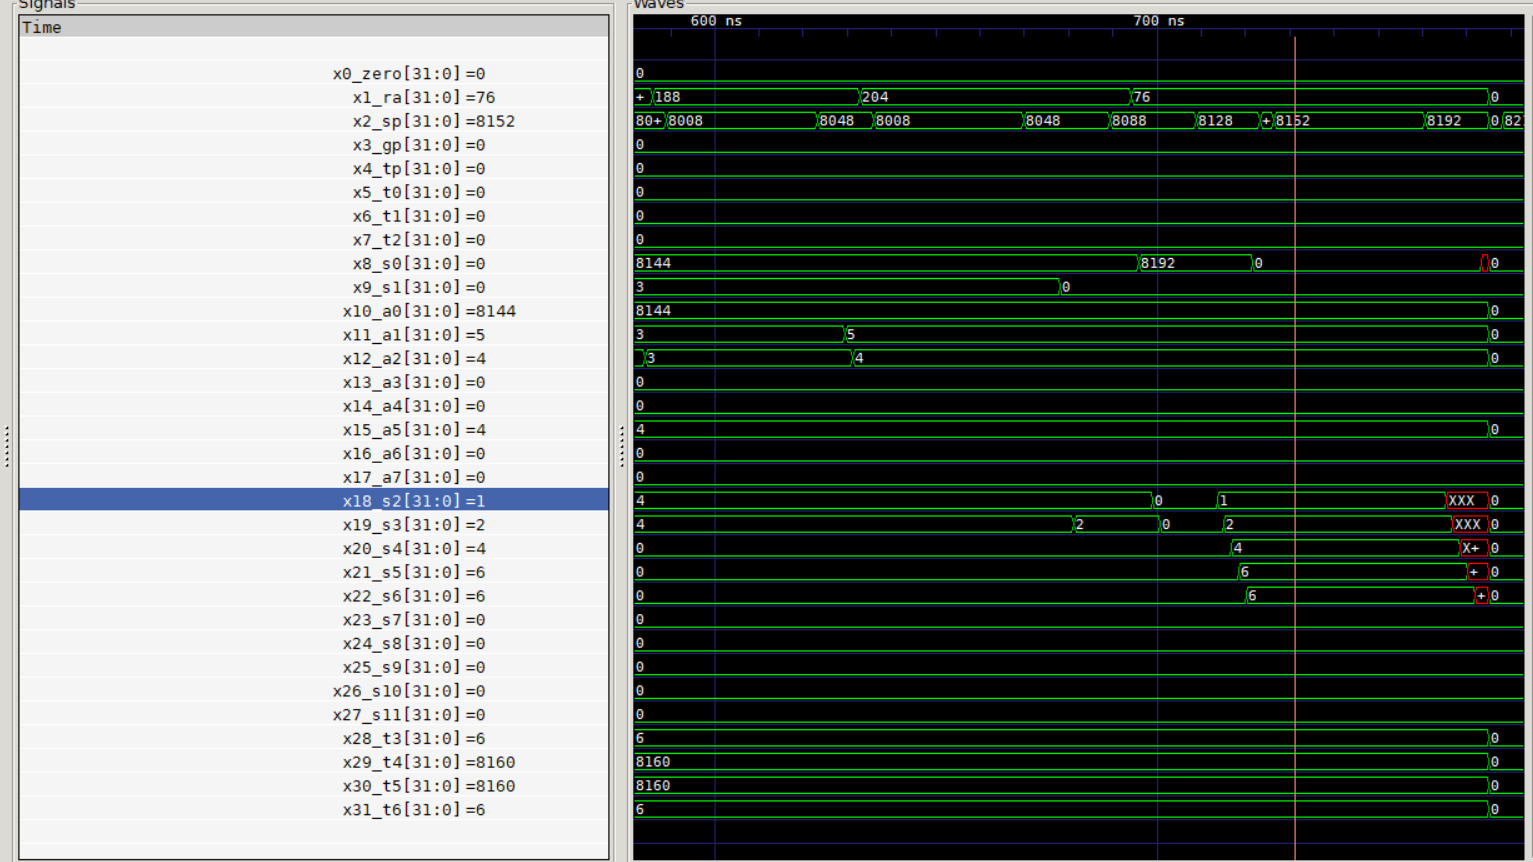 Signals Waves
Time
600 ns 700 ns
x0_zero[31:0] =0 0
x1_ra[31:0] =76 + 188 204 76 0
x2_sp[31:0] =8152 80+ 8008 8048 8008 8048 8088 8128 + 8152 8192 0 82
x3_gp[31:0] =0 0
x4_tp[31:0] =0 0
x5_t0[31:0] =0 0
x6_t1[31:0] =0 0
x7_t2[31:0] =0 0
x8_s0[31:0] =0 8144 8192 0 0
x9_s1[31:0] =0 3 0
x10_a0[31:0] =8144 8144 0
x11_a1[31:0] =5 3 5 0
x12_a2[31:0] =4 3 4 0
x13_a3[31:0] =0 0
x14_a4[31:0] =0 0
x15_a5[31:0] =4 4 0
x16_a6[31:0] =0 0
x17_a7[31:0] =0 0
x18_s2[31:0] =1 4 0 1 XXX 0
x19_s3[31:0] =2 4 2 0 2 XXX 0
x20_s4[31:0] =4 0 4 X+ 0
x21_s5[31:0] =6 0 6 + 0
x22_s6[31:0] =6 0 6 + 0
x23_s7[31:0] =0 0
x24_s8[31:0] =0 0
x25_s9[31:0] =0 0
x26_s10[31:0] =0 0
x27_s11[31:0] =0 0
x28_t3[31:0] =6 6 0
x29_t4[31:0] =8160 8160 0
x30_t5[31:0] =8160 8160 0
x31_t6[31:0] =6 6 0